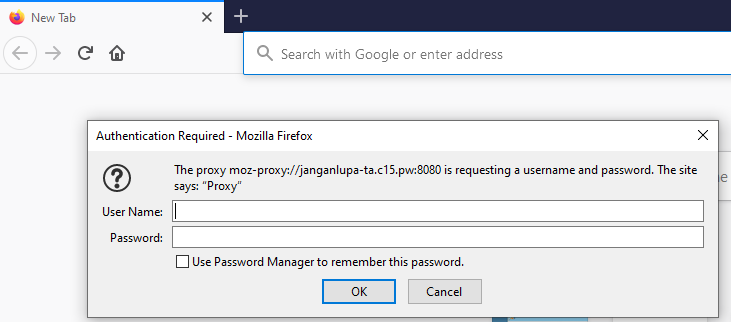 New Tab
Search with Google or enter address
Authentication Required - Mozilla Firefox
The proxy moz-proxy://janganlupa-ta.c15.pw:8080 is requesting a username and password. The site
says: “Proxy”
User Name:
Password:
Use Password Manager to remember this password.
OK
Cancel